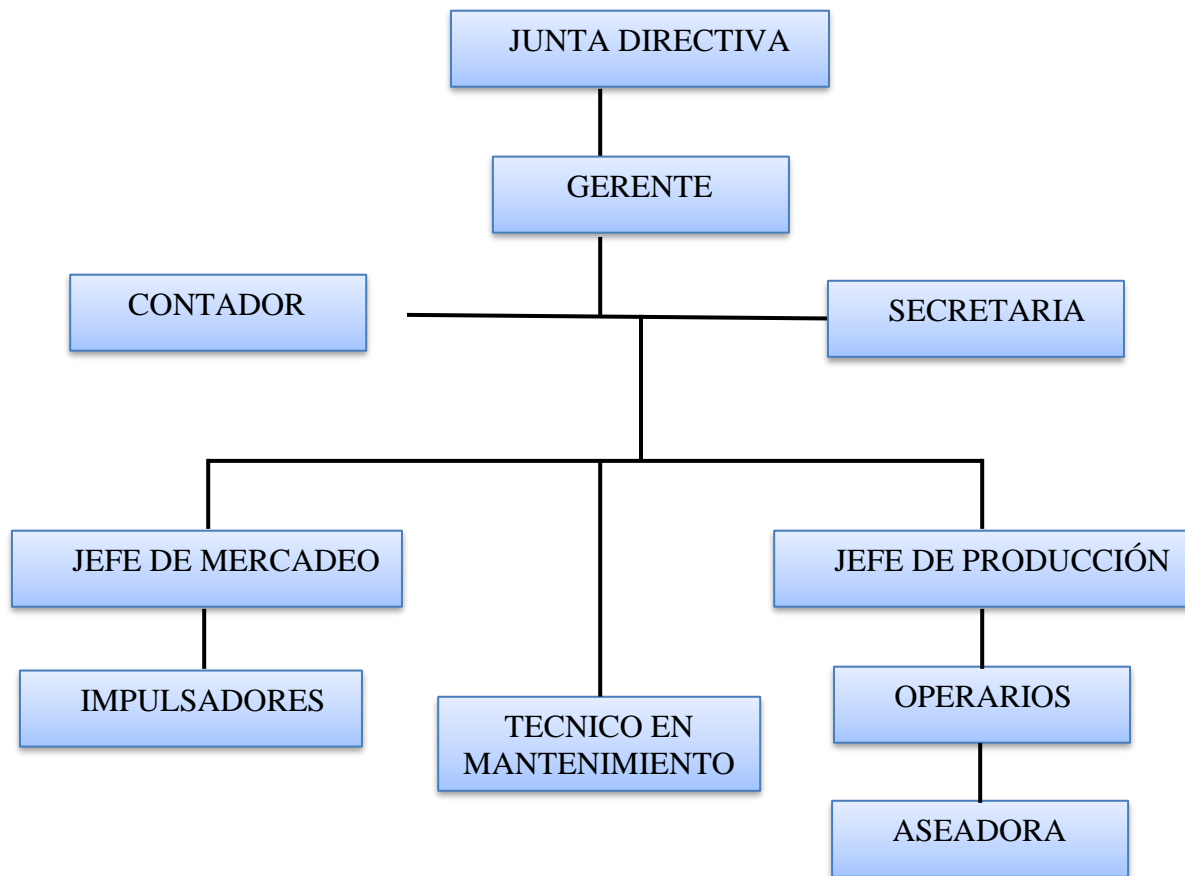 JUNTA DIRECTIVA
GERENTE
CONTADOR
SECRETARIA
JEFE DE MERCADEO
JEFE DE PRODUCCIÓN
IMPULSADORES
TECNICO EN
MANTENIMIENTO
OPERARIOS
ASEADORA